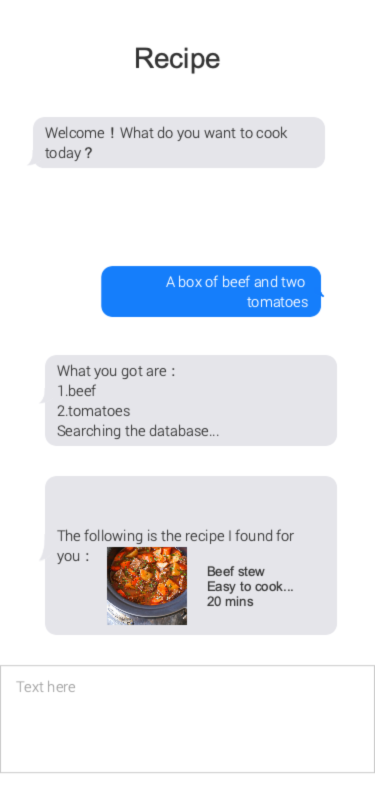 Recipe
Welcome！What do you want to cook
today？
A box of beef and two
tomatoes
What you got are：
1.beef
2.tomatoes
Searching the database...
The following is the recipe I found for
you：
Beef stew
Easy to cook...
20 mins
Text here